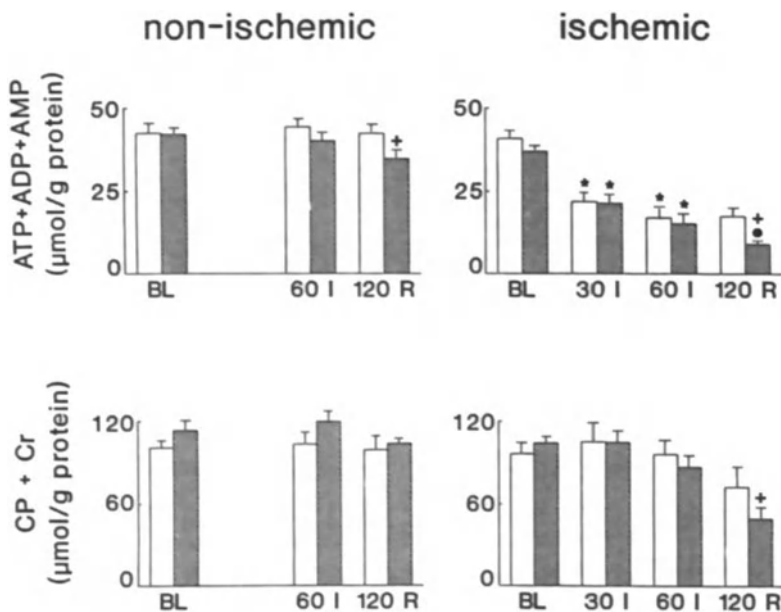 non-ischemic
ischemic
ATP+ADP+AMP
(µmol/g protein)
50
25
0
+
BL
60 I
120 R
50
25
0
*
*
*
*
+
●
BL
30 I
60 I
120 R
CP + Cr
(µmol/g protein)
120
60
0
BL
60 I
120 R
120
60
0
+
BL
30 I
60 I
120 R